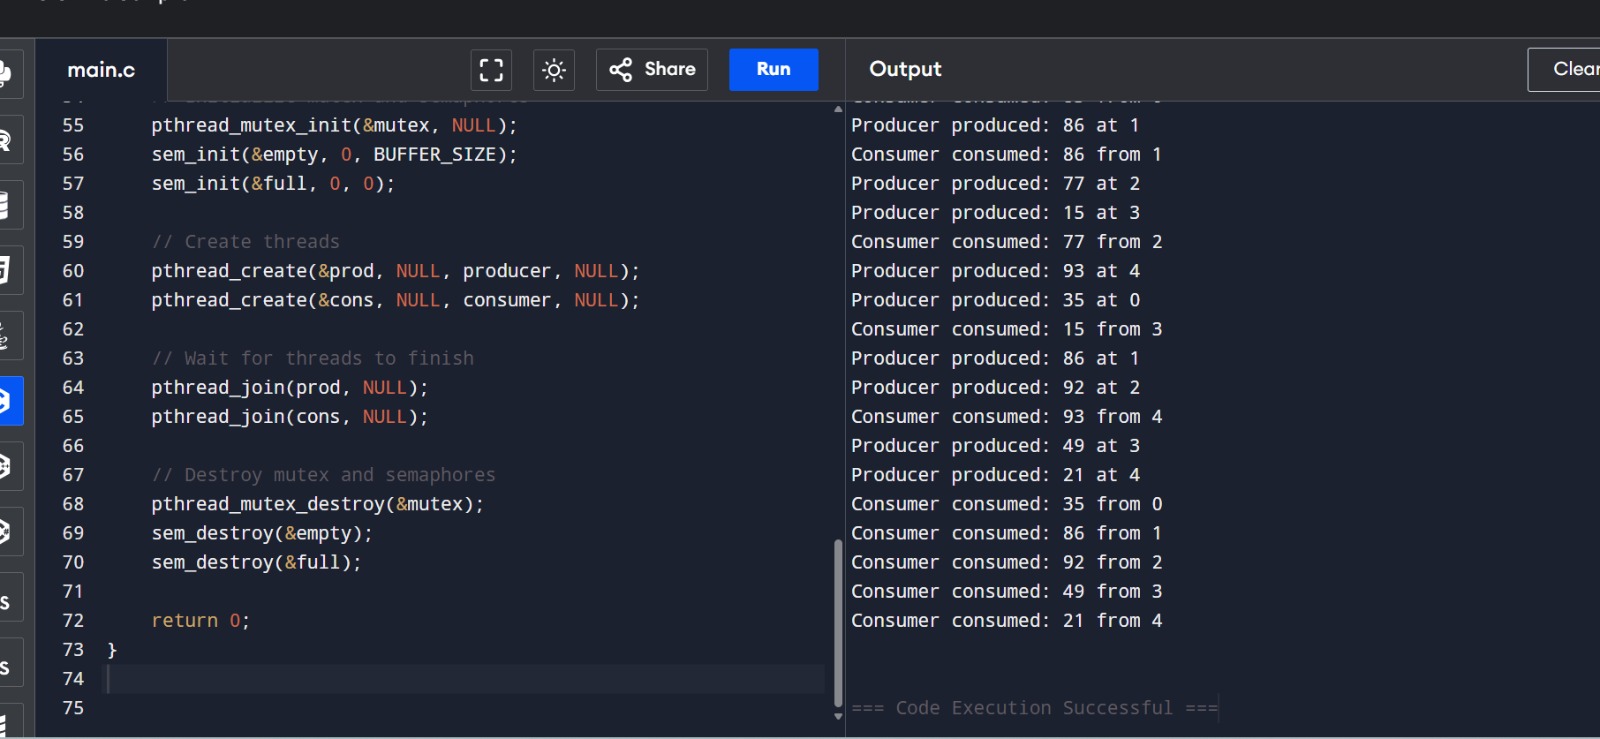 main.c
Share
Run
Output
Clear
55 pthread_mutex_init(&mutex, NULL);
56 sem_init(&empty, 0, BUFFER_SIZE);
57 sem_init(&full, 0, 0);
58
59 // Create threads
60 pthread_create(&prod, NULL, producer, NULL);
61 pthread_create(&cons, NULL, consumer, NULL);
62
63 // Wait for threads to finish
64 pthread_join(prod, NULL);
65 pthread_join(cons, NULL);
66
67 // Destroy mutex and semaphores
68 pthread_mutex_destroy(&mutex);
69 sem_destroy(&empty);
70 sem_destroy(&full);
71
72 return 0;
73 }
74
75
Producer produced: 86 at 1
Consumer consumed: 86 from 1
Producer produced: 77 at 2
Producer produced: 15 at 3
Consumer consumed: 77 from 2
Producer produced: 93 at 4
Producer produced: 35 at 0
Consumer consumed: 15 from 3
Producer produced: 86 at 1
Producer produced: 92 at 2
Consumer consumed: 93 from 4
Producer produced: 49 at 3
Producer produced: 21 at 4
Consumer consumed: 35 from 0
Consumer consumed: 86 from 1
Consumer consumed: 92 from 2
Consumer consumed: 49 from 3
Consumer consumed: 21 from 4
=== Code Execution Successful ===